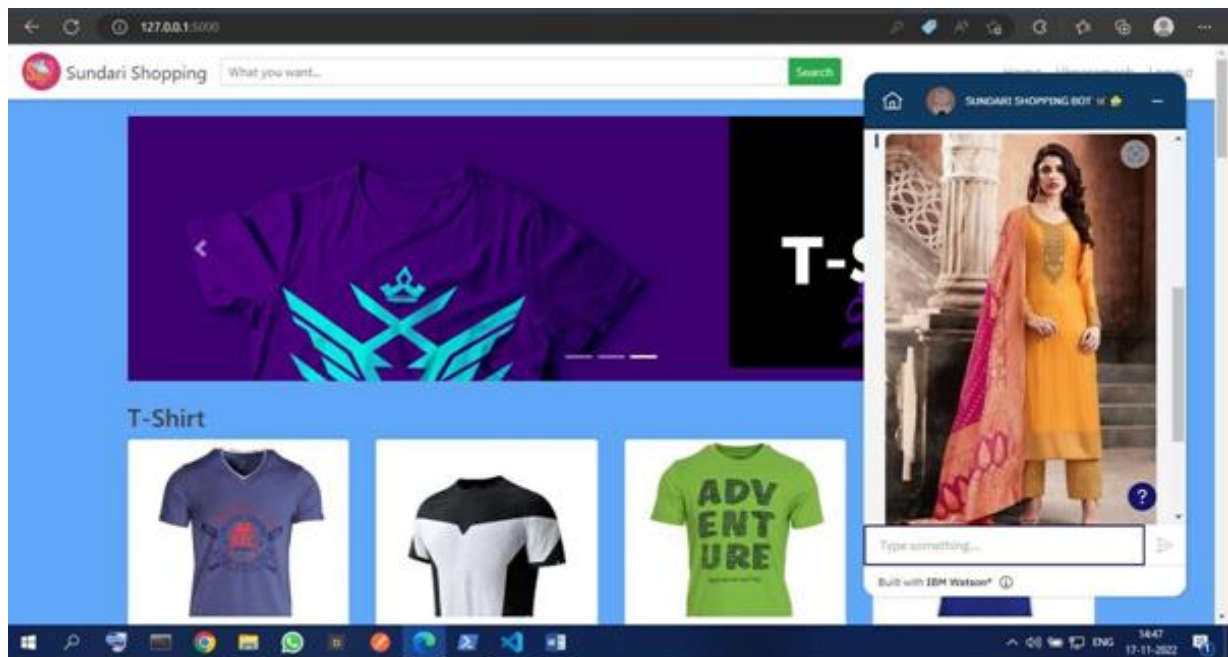 127.0.0.1:5000
Sundari Shopping
What you want...
Search
SUNDARI SHOPPING BOT
T-S
T-Shirt
ADV
ENT
URE
Type something...
Built with IBM Watson®
ENG
14:47
17-11-2022